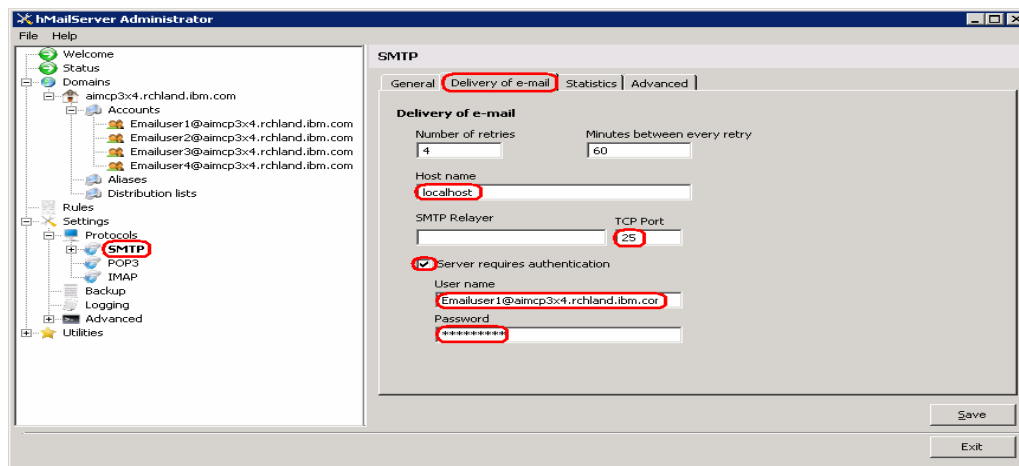 hMailServer Administrator
File Help
Welcome
Status
Domains
aimcp3x4.rchland.ibm.com
Accounts
Emailuser1@aimcp3x4.rchland.ibm.com
Emailuser2@aimcp3x4.rchland.ibm.com
Emailuser3@aimcp3x4.rchland.ibm.com
Emailuser4@aimcp3x4.rchland.ibm.com
Aliases
Distribution lists
Rules
Settings
Protocols
SMTP
POP3
IMAP
Backup
Logging
Advanced
Utilities
SMTP
General Delivery of e-mail Statistics Advanced
Delivery of e-mail
Number of retries Minutes between every retry
4 60
Host name
localhost
SMTP Relayer TCP Port
25
Server requires authentication
User name
Emailuser1@aimcp3x4.rchland.ibm.cor
Password
**********
Save
Exit